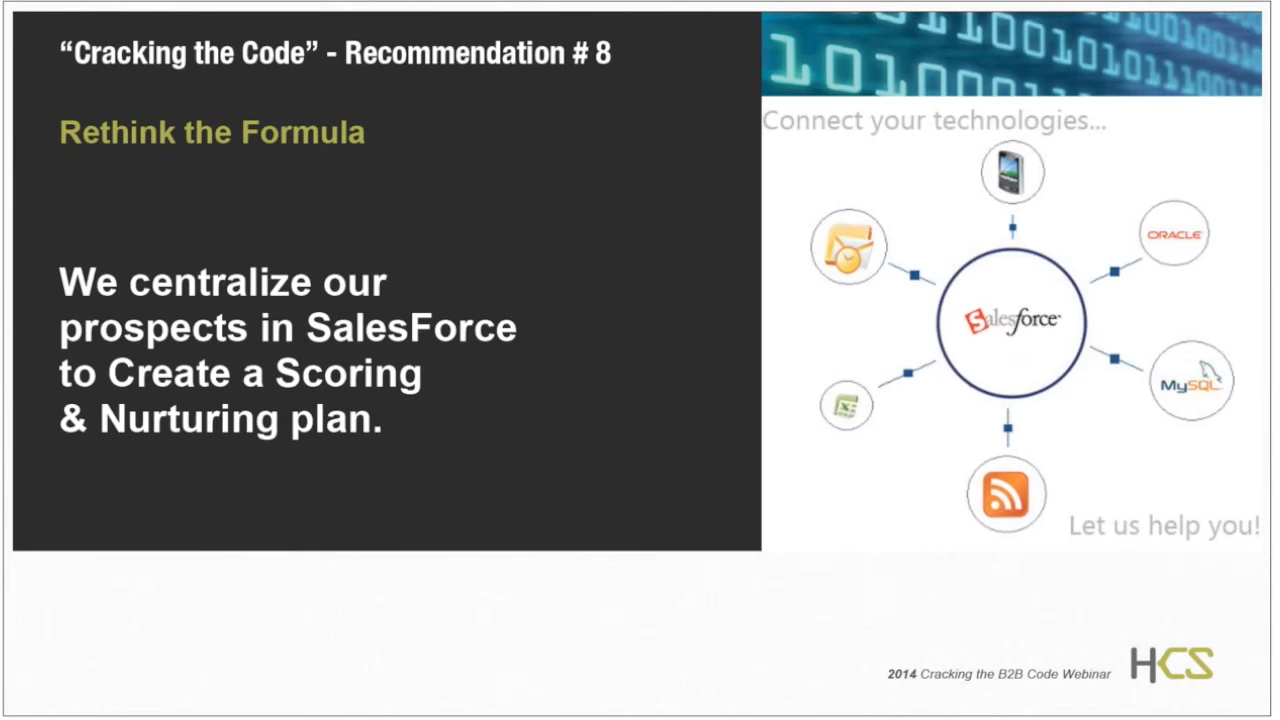 “Cracking the Code” - Recommendation # 8
Rethink the Formula
We centralize our
prospects in SalesForce
to Create a Scoring
& Nurturing plan.
Connect your technologies...
ORACLE
salesforce
MySQL
Let us help you!
2014 Cracking the B2B Code Webinar
HCS